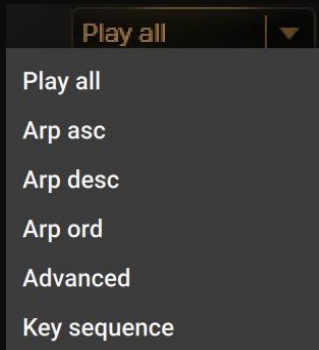 Play all
Play all
Arp asc
Arp desc
Arp ord
Advanced
Key sequence